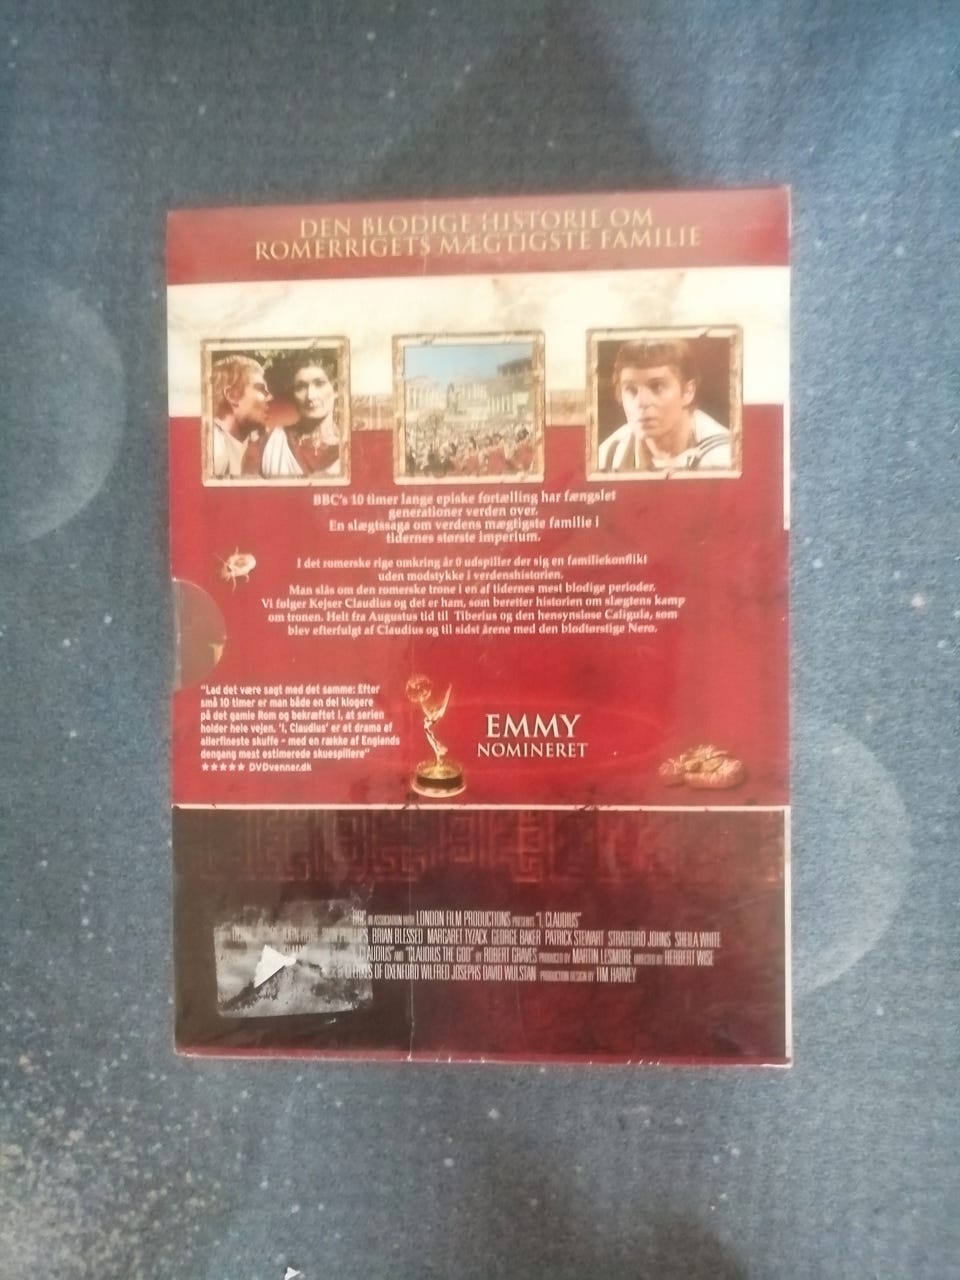 DEN BLODIGE HISTORIE OM
ROMERRIGETS MÆGTIGSTE FAMILIE
BBC's 10 timer lange episke fortælling har fængslet
generationer verden over.
En slægtssaga om verdens mægtigste familie i
tidernes største imperium.
I det romerske rige omkring år 0 udspiller der sig en familiekonflikt
uden modstykke i verdenshistorien.
Man slås om den romerske trone i en af tidernes mest blodige perioder.
Vi følger Kejser Claudius og det er ham, som beretter historien om slægtens kamp
om tronen. Helt fra Augustus tid til Tiberius og den hensynsløse Caligula, som
blev efterfulgt af Claudius og til sidst årene med den blodtørstige Nero.
"Lad det være sagt med det samme: Efter
små 10 timer er man både en del klogere
på det gamle Rom og bekræftet i, at serien
holder hele vejen. 'I, Claudius' er et drama af
allerfineste skuffe - med en række af Englands
dengang mest estimerede skuespillere"
★★★★★ DVDvenner.dk
EMMY
NOMINERET
BBC IN ASSOCIATION WITH LONDON FILM PRODUCTIONS PRESENTS "I, CLAUDIUS"
BRIAN BLESSED MARGARET TYZACK GEORGE BAKER PATRICK STEWART STRATFORD JOHNS SHEILA WHITE
CLAUDIUS" AND "CLAUDIUS THE GOD" BY ROBERT GRAVES PRODUCED BY MARTIN LISEMORE DIRECTED BY HERBERT WISE
OF OXENFORD WILFRED JOSEPHS DAVID WULSTAN PRODUCTION DESIGN BY TIM HARVEY